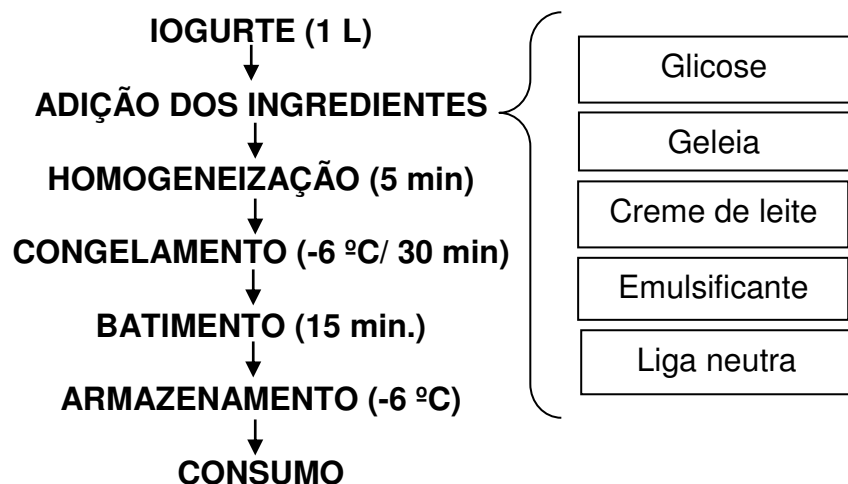 IOGURTE (1 L)
ADIÇÃO DOS INGREDIENTES
HOMOGENEIZAÇÃO (5 min)
CONGELAMENTO (-6 ºC/ 30 min)
BATIMENTO (15 min.)
ARMAZENAMENTO (-6 ºC)
CONSUMO
Glicose
Geleia
Creme de leite
Emulsificante
Liga neutra